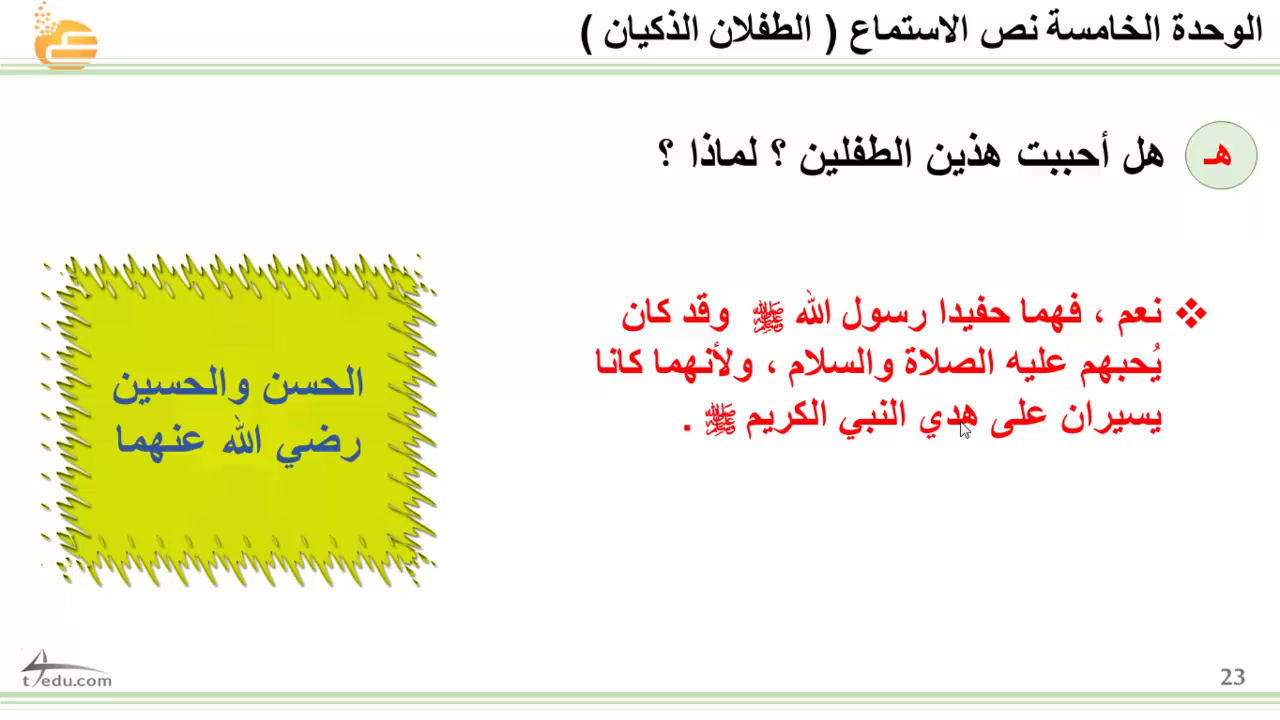 الوحدة الخامسة نص الاستماع ( الطفلان الذكيان )
هـ
هل أحببت هذين الطفلين ؟ لماذا ؟
❖ نعم ، فهما حفيدا رسول الله ﷺ وقد كان
يُحبهم عليه الصلاة والسلام ، ولأنهما كانا
يسيران على هدي النبي الكريم ﷺ .
الحسن والحسين
رضي الله عنهما
t4edu.com
23